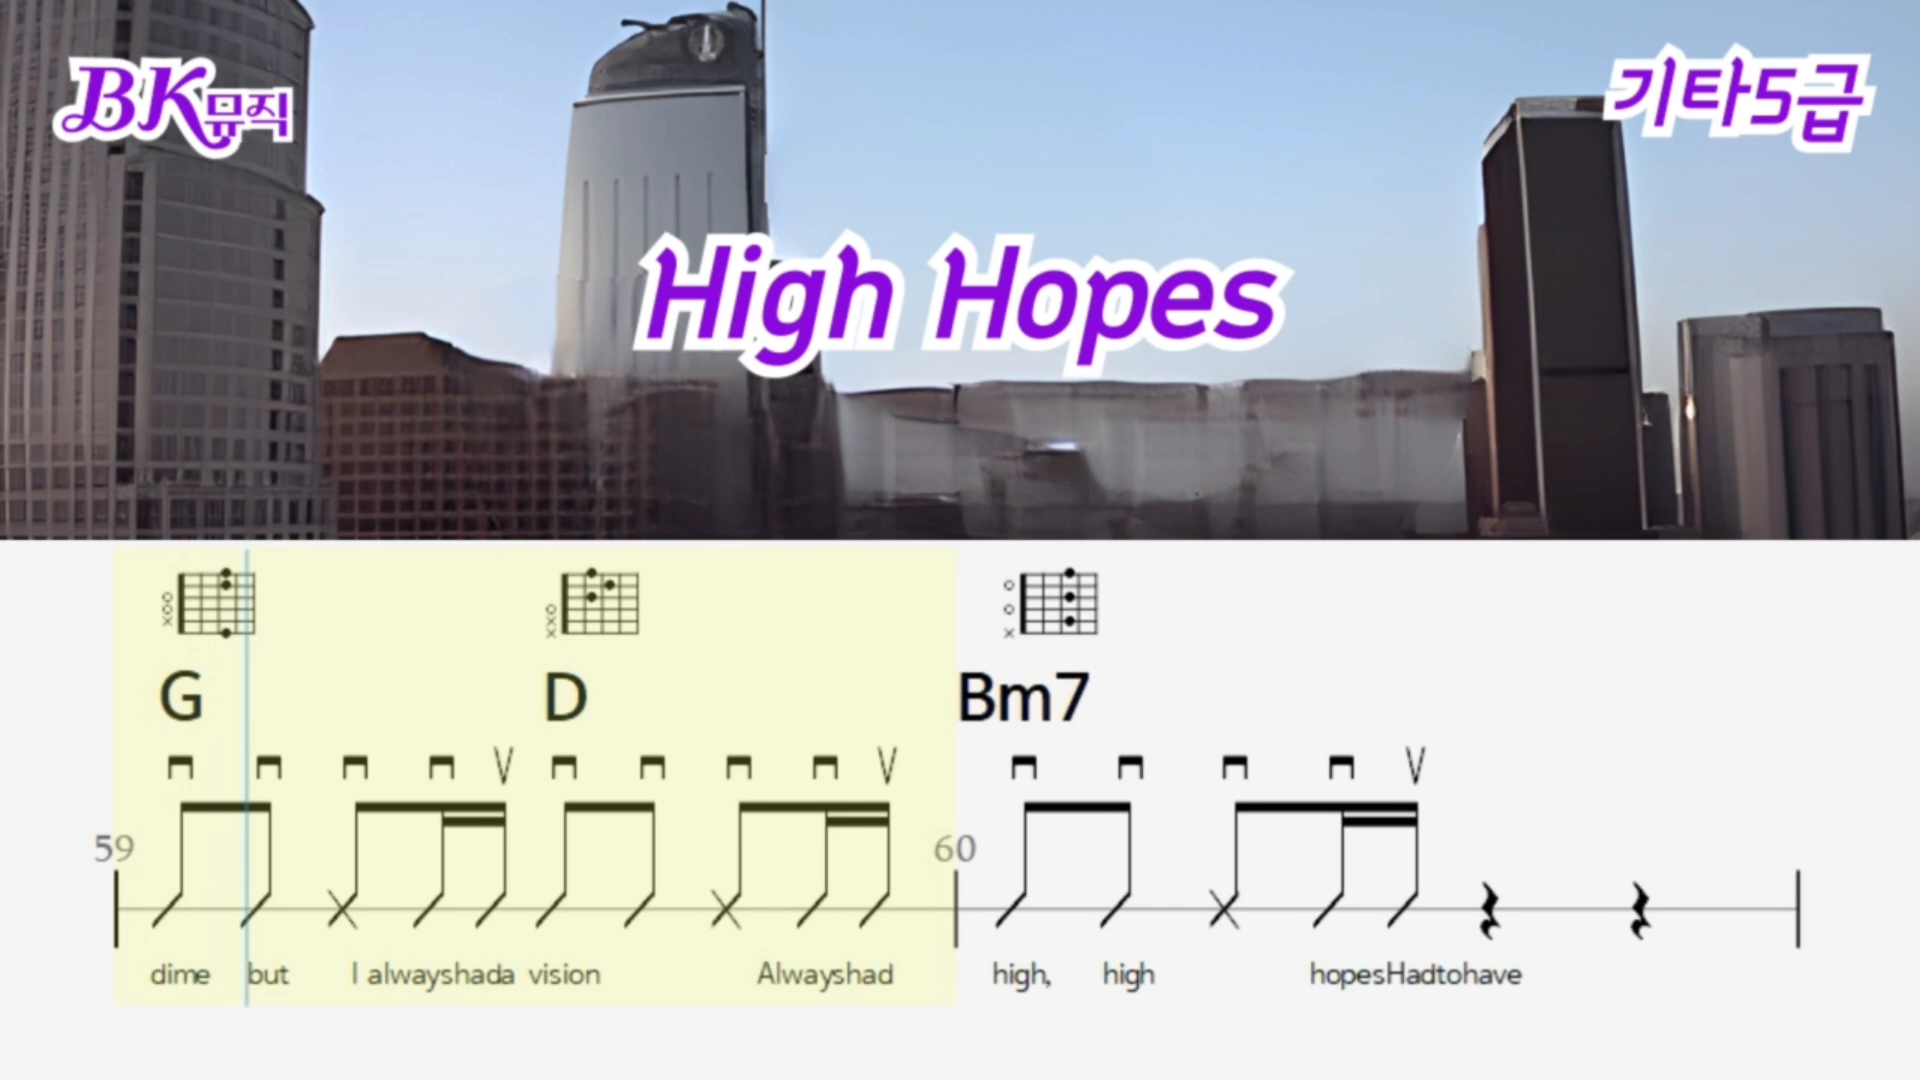 BK뮤직
기타5급
High Hopes
G D Bm7
59 60
dime but I alwayshada vision Alwayshad high, high hopesHadtohave